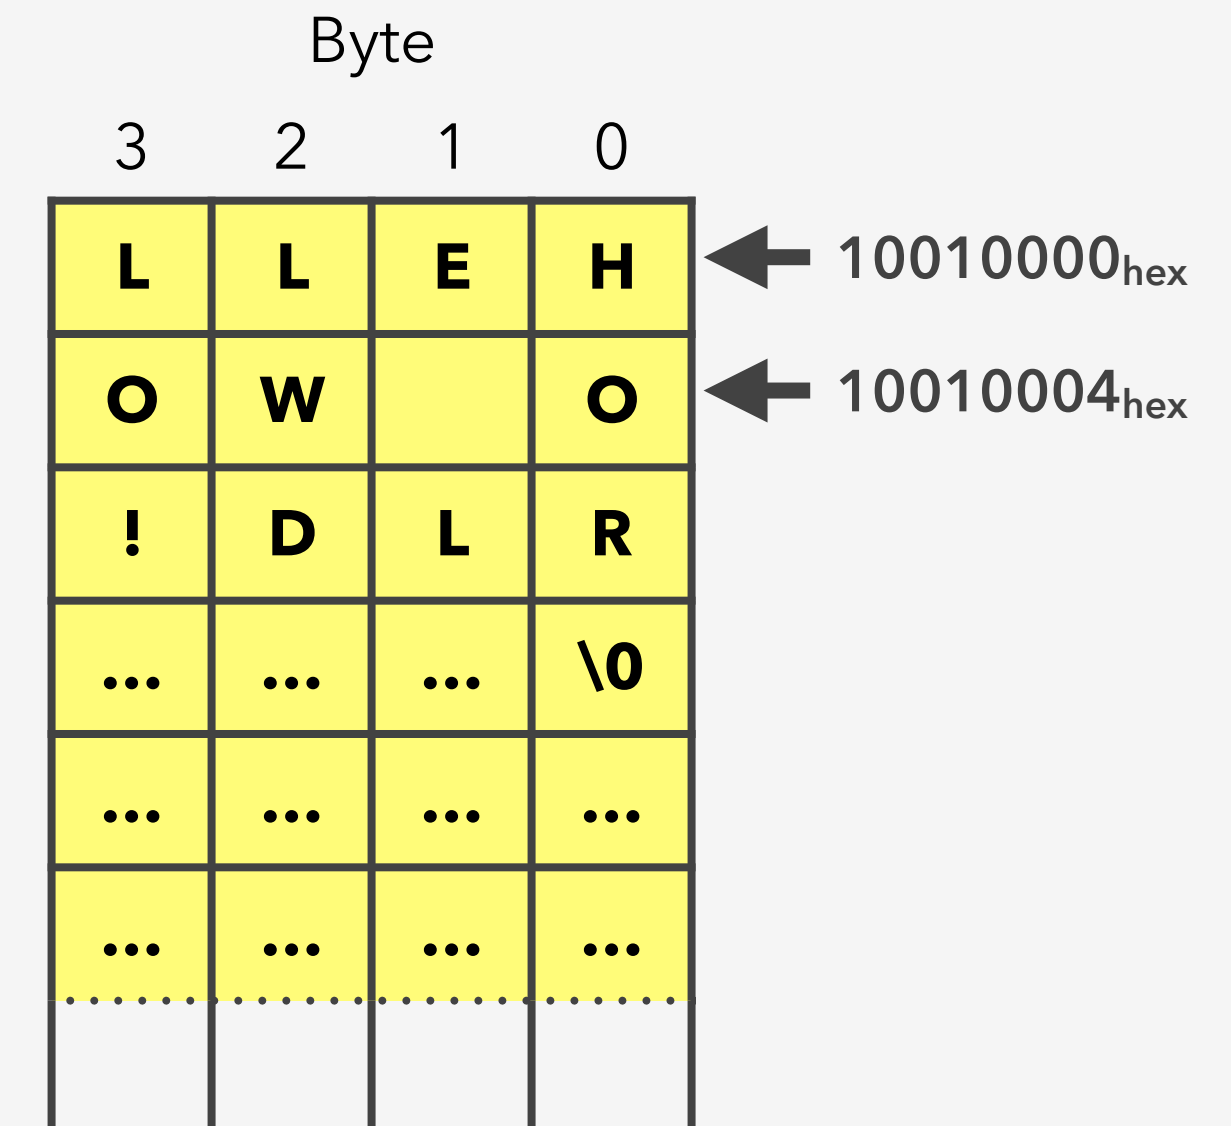 Byte
3 2 1 0
L L E H 10010000hex
O W O 10010004hex
! D L R
... ... ... \0
... ... ... ...
... ... ... ...